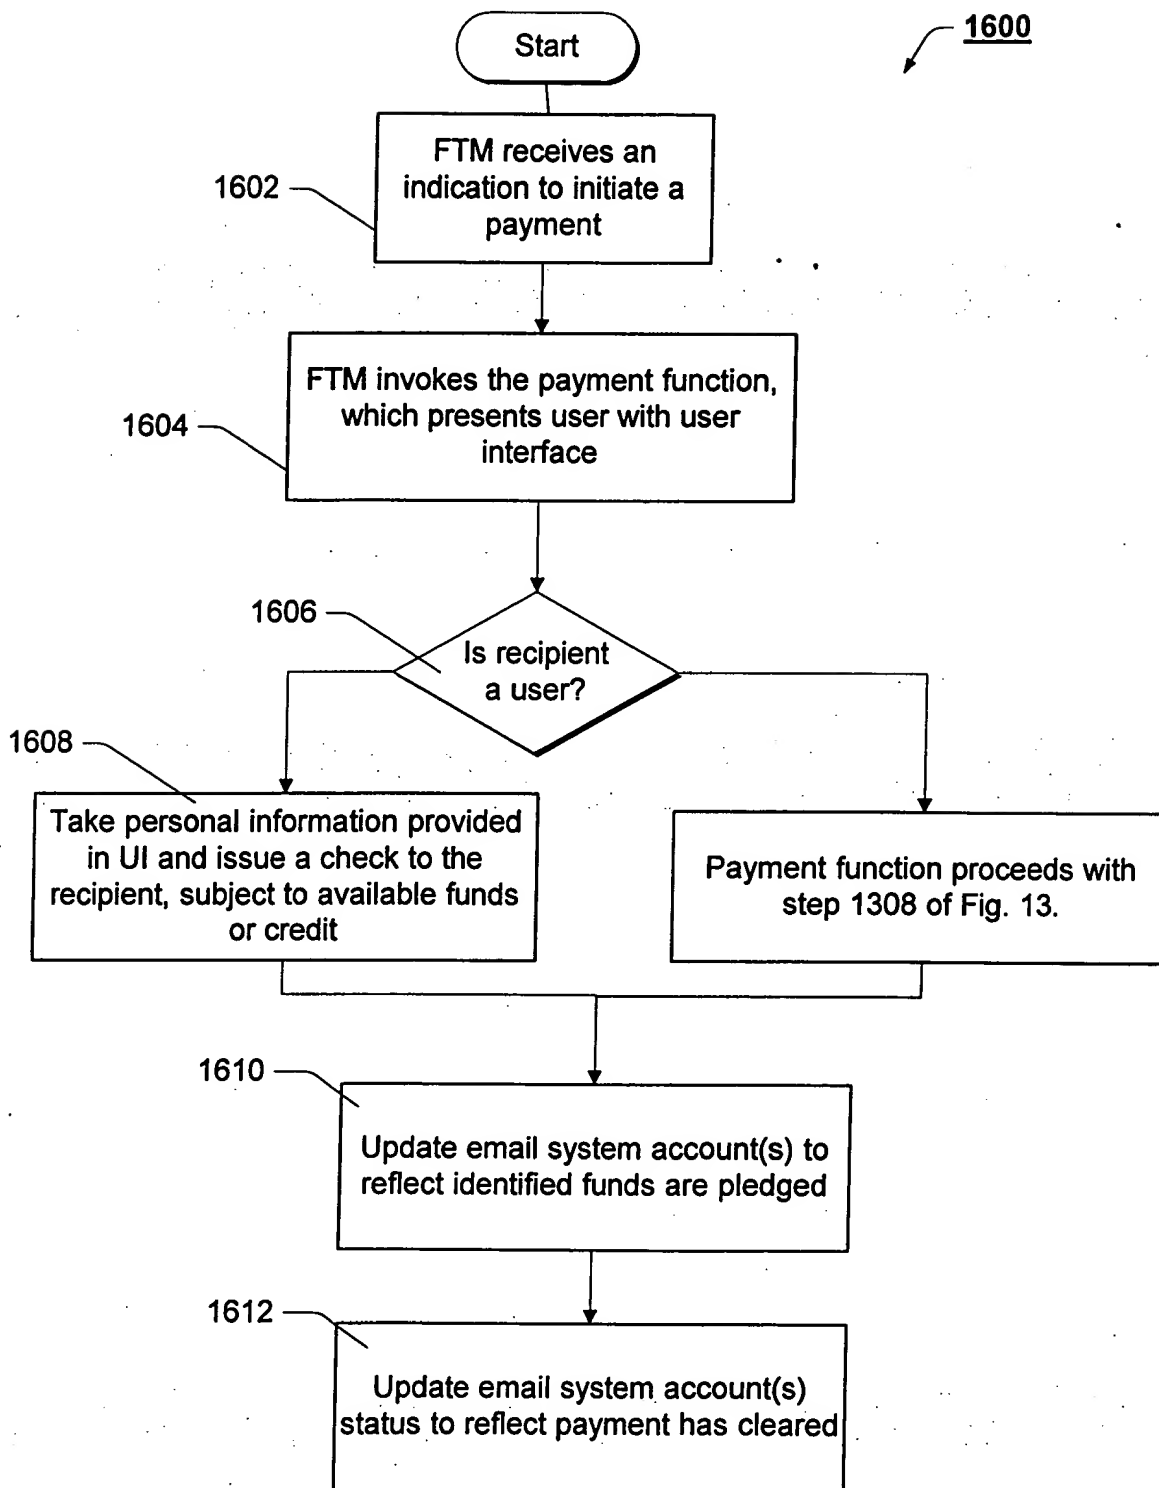 Start
1600
FTM receives an
indication to initiate a
payment
1602
FTM invokes the payment function,
which presents user with user
interface
1604
1606
Is recipient
a user?
1608
Take personal information provided
in UI and issue a check to the
recipient, subject to available funds
or credit
Payment function proceeds with
step 1308 of Fig. 13.
1610
Update email system account(s) to
reflect identified funds are pledged
1612
Update email system account(s)
status to reflect payment has cleared